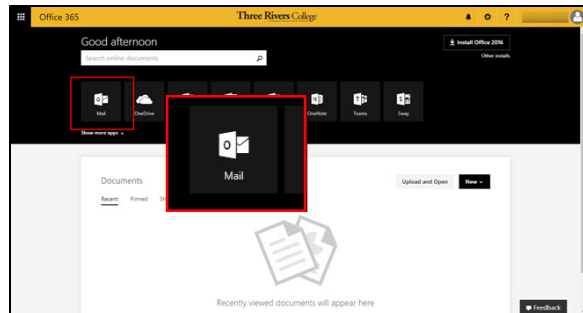 Office 365
Three Rivers College
?
Good afternoon
Install Office 2016
Search online documents
Other installs
Mail
OneDrive
OneNote
Teams
Sway
Mail
Show more apps
Documents
Upload and Open
New
Recent
Pinned
Recently viewed documents will appear here
Feedback